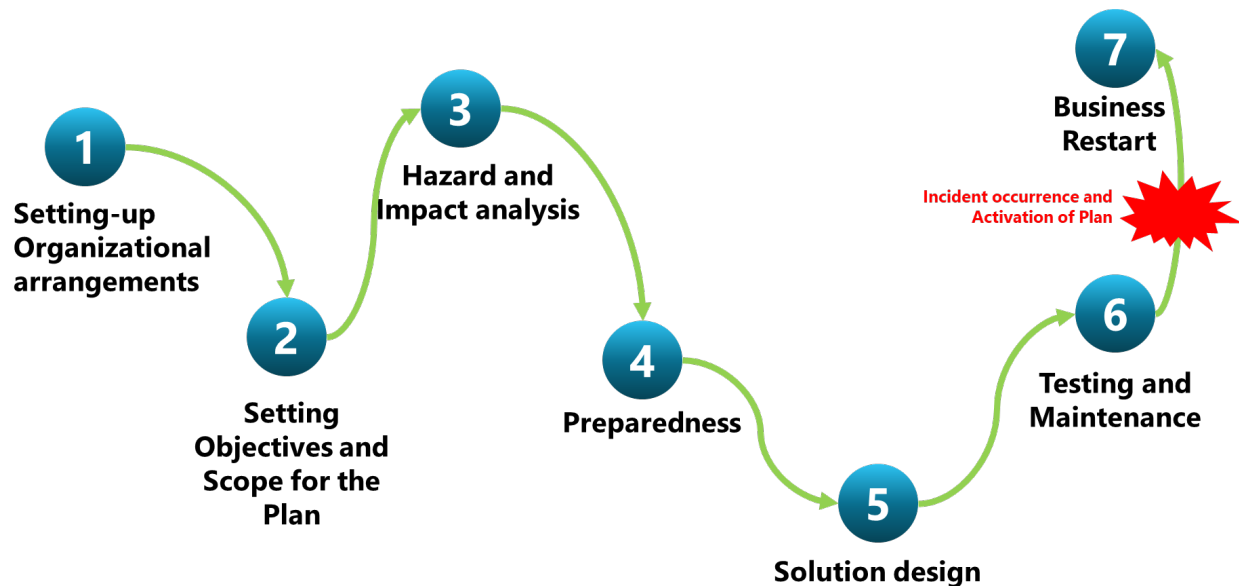 1
Setting-up
Organizational
arrangements
2
Setting
Objectives and
Scope for the
Plan
3
Hazard and
Impact analysis
4
Preparedness
5
Solution design
6
Testing and
Maintenance
Incident occurrence and
Activation of Plan
7
Business
Restart